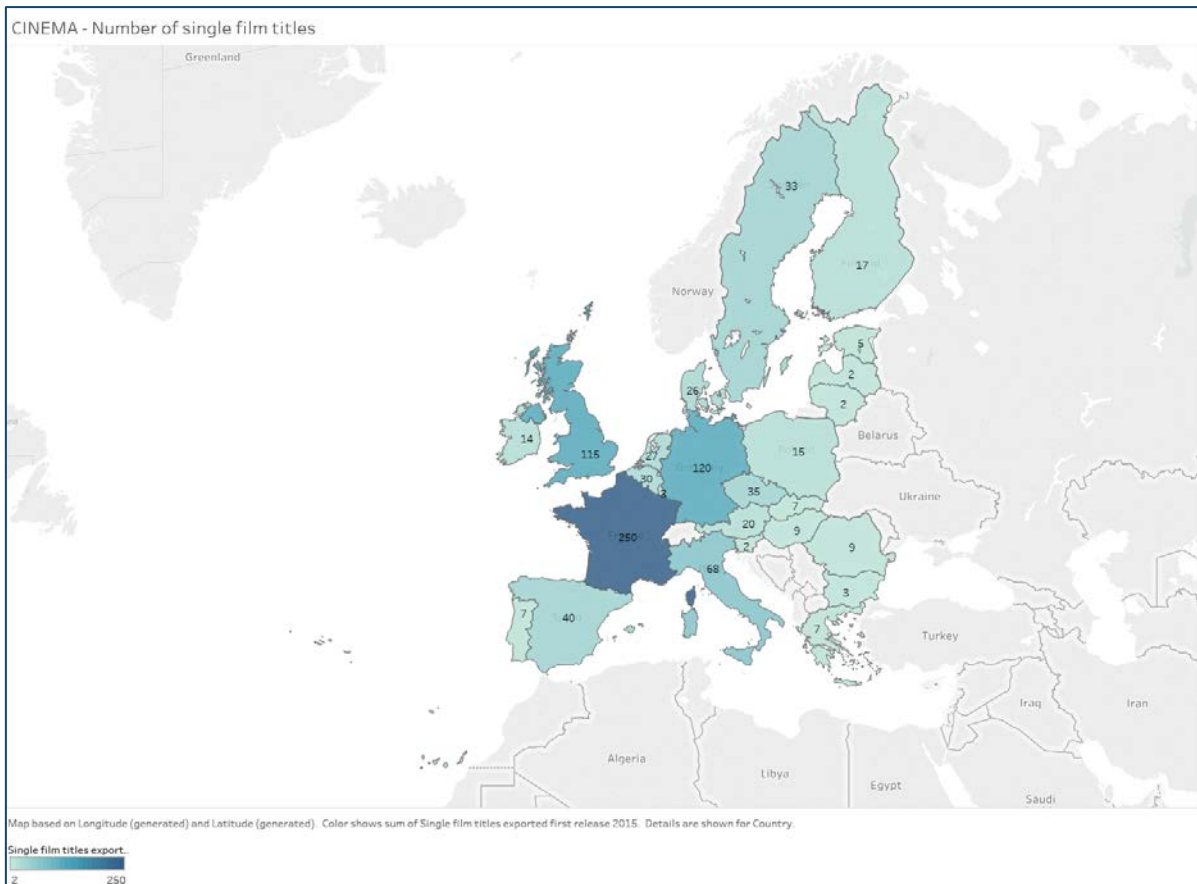 CINEMA - Number of single film titles
Greenland
33
17
Norway
5
2
2
26
Belarus
14
115
27
120
15
30
3
35
Ukraine
7
20
9
250
2
9
68
3
7
40
7
Turkey
Iraq
Iran
Algeria
Libya
Egypt
Saudi
Map based on Longitude (generated) and Latitude (generated). Color shows sum of Single film titles exported first release 2015. Details are shown for Country.
Single film titles export..
2 250